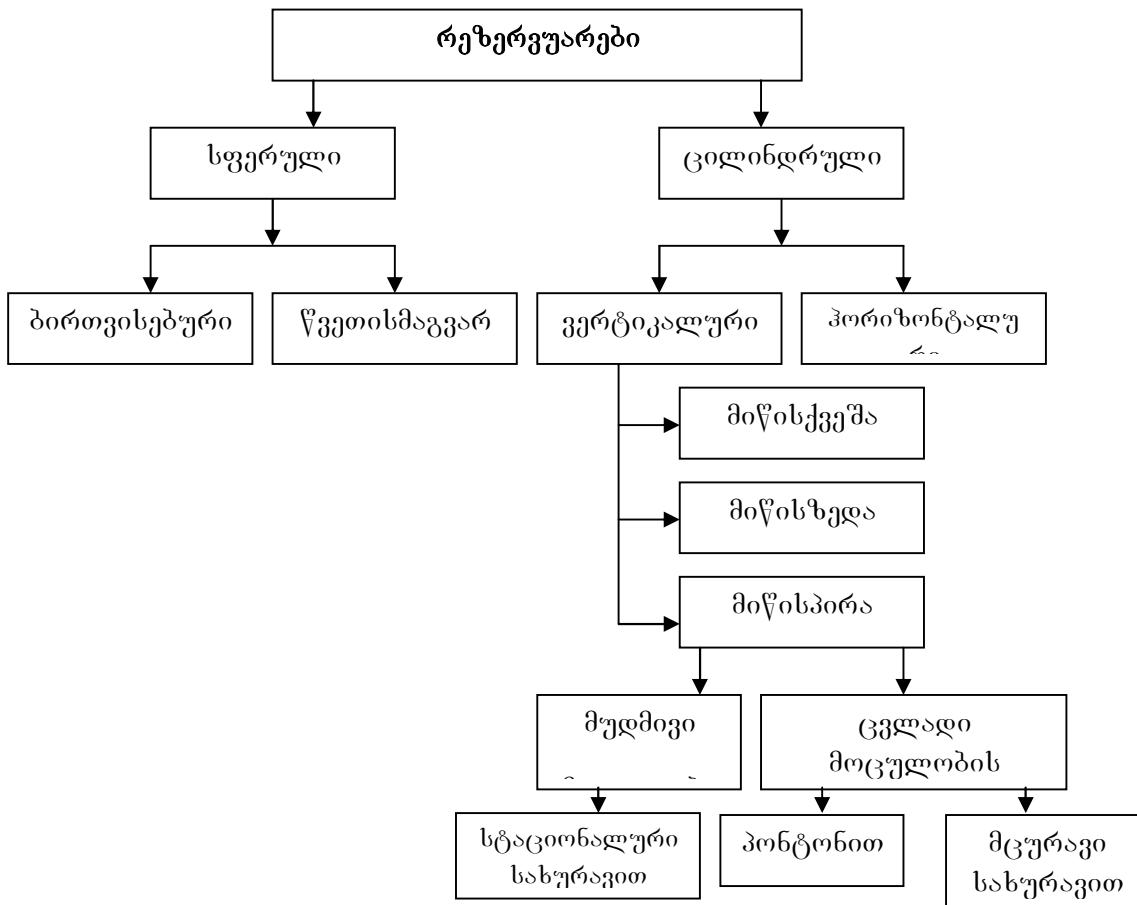 რეზერვუარები
სფერული
ცილინდრული
ბირთვისებური
წვეთისმაგვარ
ვერტიკალური
ჰორიზონტალუ
მიწისქვეშა
მიწისზედა
მიწისპირა
მუდმივი
ცვლადი
მოცულობის
სტაციონალური
სახურავით
პონტონით
მცურავი
სახურავით